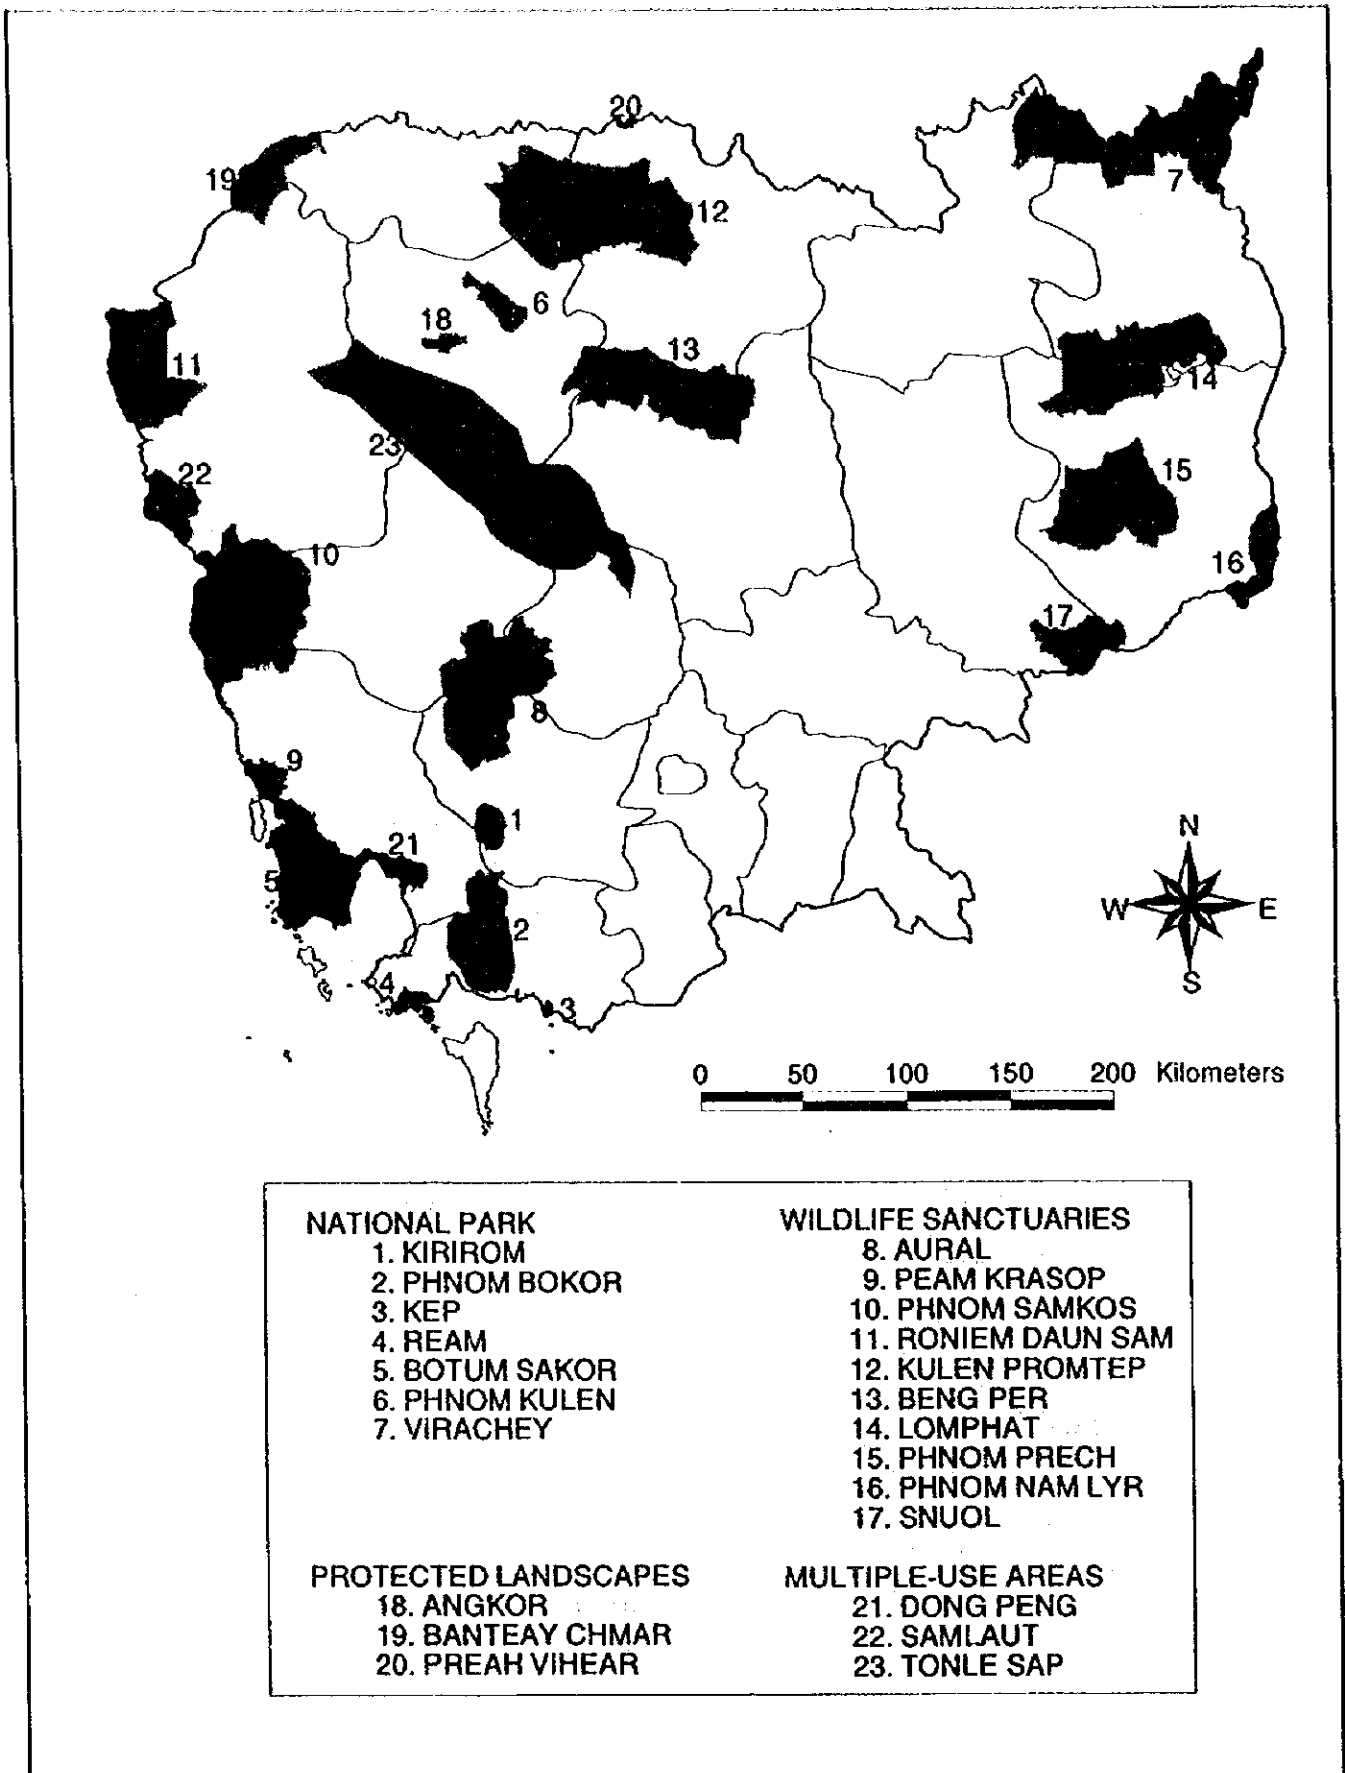 20
19
7
12
6
18
13
11
14
23
22
15
10
16
17
8
9
1
21
5
2
4
3
N
W E
S
0 50 100 150 200 Kilometers
NATIONAL PARK
1. KIRIROM
2. PHNOM BOKOR
3. KEP
4. REAM
5. BOTUM SAKOR
6. PHNOM KULEN
7. VIRACHEY
WILDLIFE SANCTUARIES
8. AURAL
9. PEAM KRASOP
10. PHNOM SAMKOS
11. RONIEM DAUN SAM
12. KULEN PROMTEP
13. BENG PER
14. LOMPHAT
15. PHNOM PRECH
16. PHNOM NAM LYR
17. SNUOL
PROTECTED LANDSCAPES
18. ANGKOR
19. BANTEAY CHMAR
20. PREAH VIHEAR
MULTIPLE-USE AREAS
21. DONG PENG
22. SAMLAUT
23. TONLE SAP